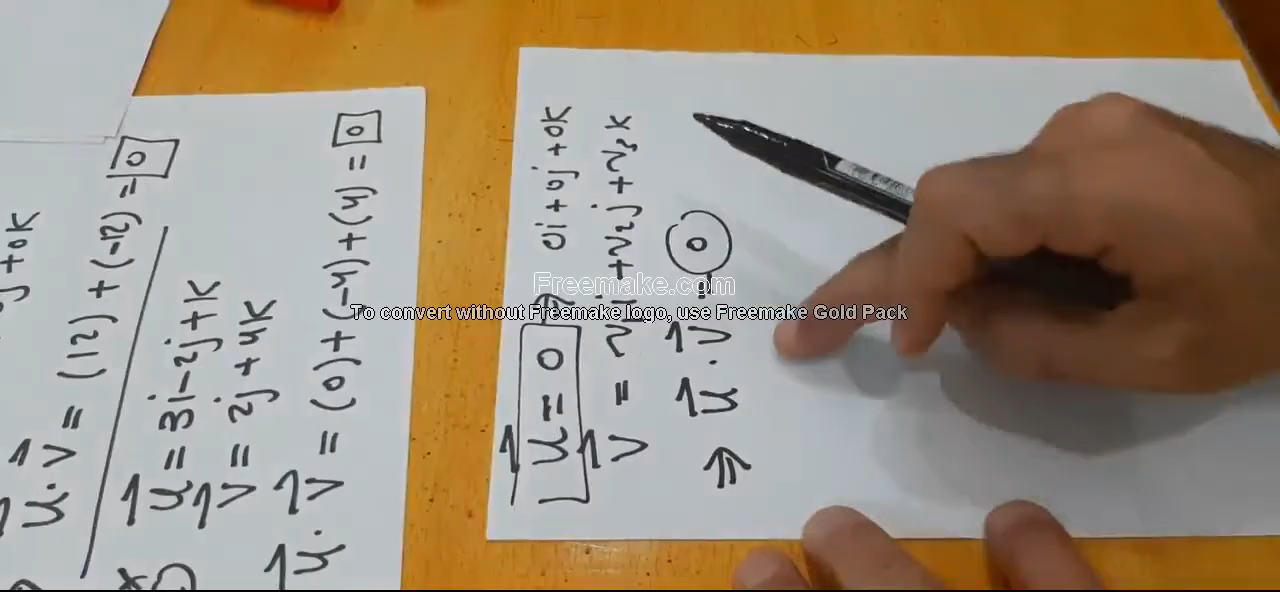 j+0k
u⃗·v⃗ = (12) + (-12) = 0
u⃗ = 3i-2j+k
v⃗ = 2j+4k
u⃗·v⃗ = (0)+(-4)+(4) = 0
u⃗ = 0 → 0i+0j+0k
v⃗ = v₁i+v₂j+v₃k
⇒ u⃗·v⃗ = 0
Freemake.com
To convert without Freemake logo, use Freemake Gold Pack